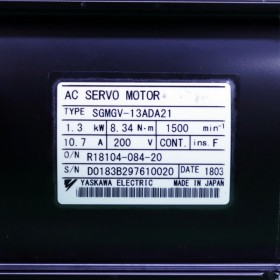 AC SERVO MOTOR
TYPE SGMGV-13ADA21
1.3 kW 8.34 N·m 1500 min⁻¹
10.7 A 200 V CONT. ins. F
O/N R18104-084-20
S/N D0183B297610020 DATE 1803
YASKAWA ELECTRIC MADE IN JAPAN